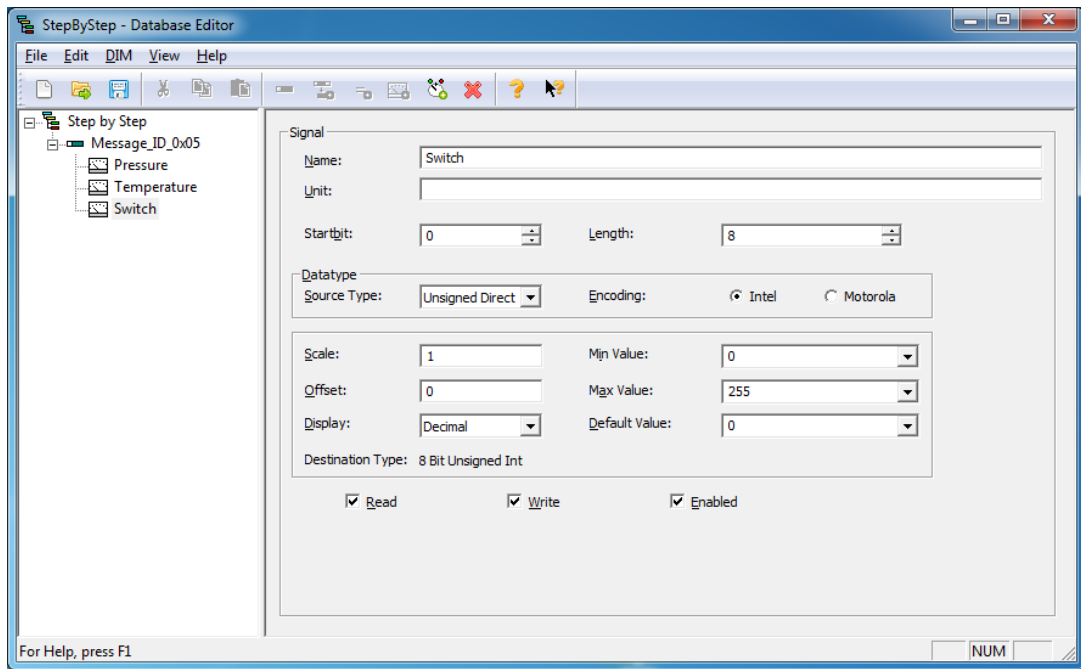 StepByStep - Database Editor
File Edit DIM View Help
Step by Step
Message_ID_0x05
Pressure
Temperature
Switch
Signal
Name: Switch
Unit:
Startbit: 0 Length: 8
Datatype
Source Type: Unsigned Direct Encoding: Intel Motorola
Scale: 1 Min Value: 0
Offset: 0 Max Value: 255
Display: Decimal Default Value: 0
Destination Type: 8 Bit Unsigned Int
Read Write Enabled
For Help, press F1 NUM